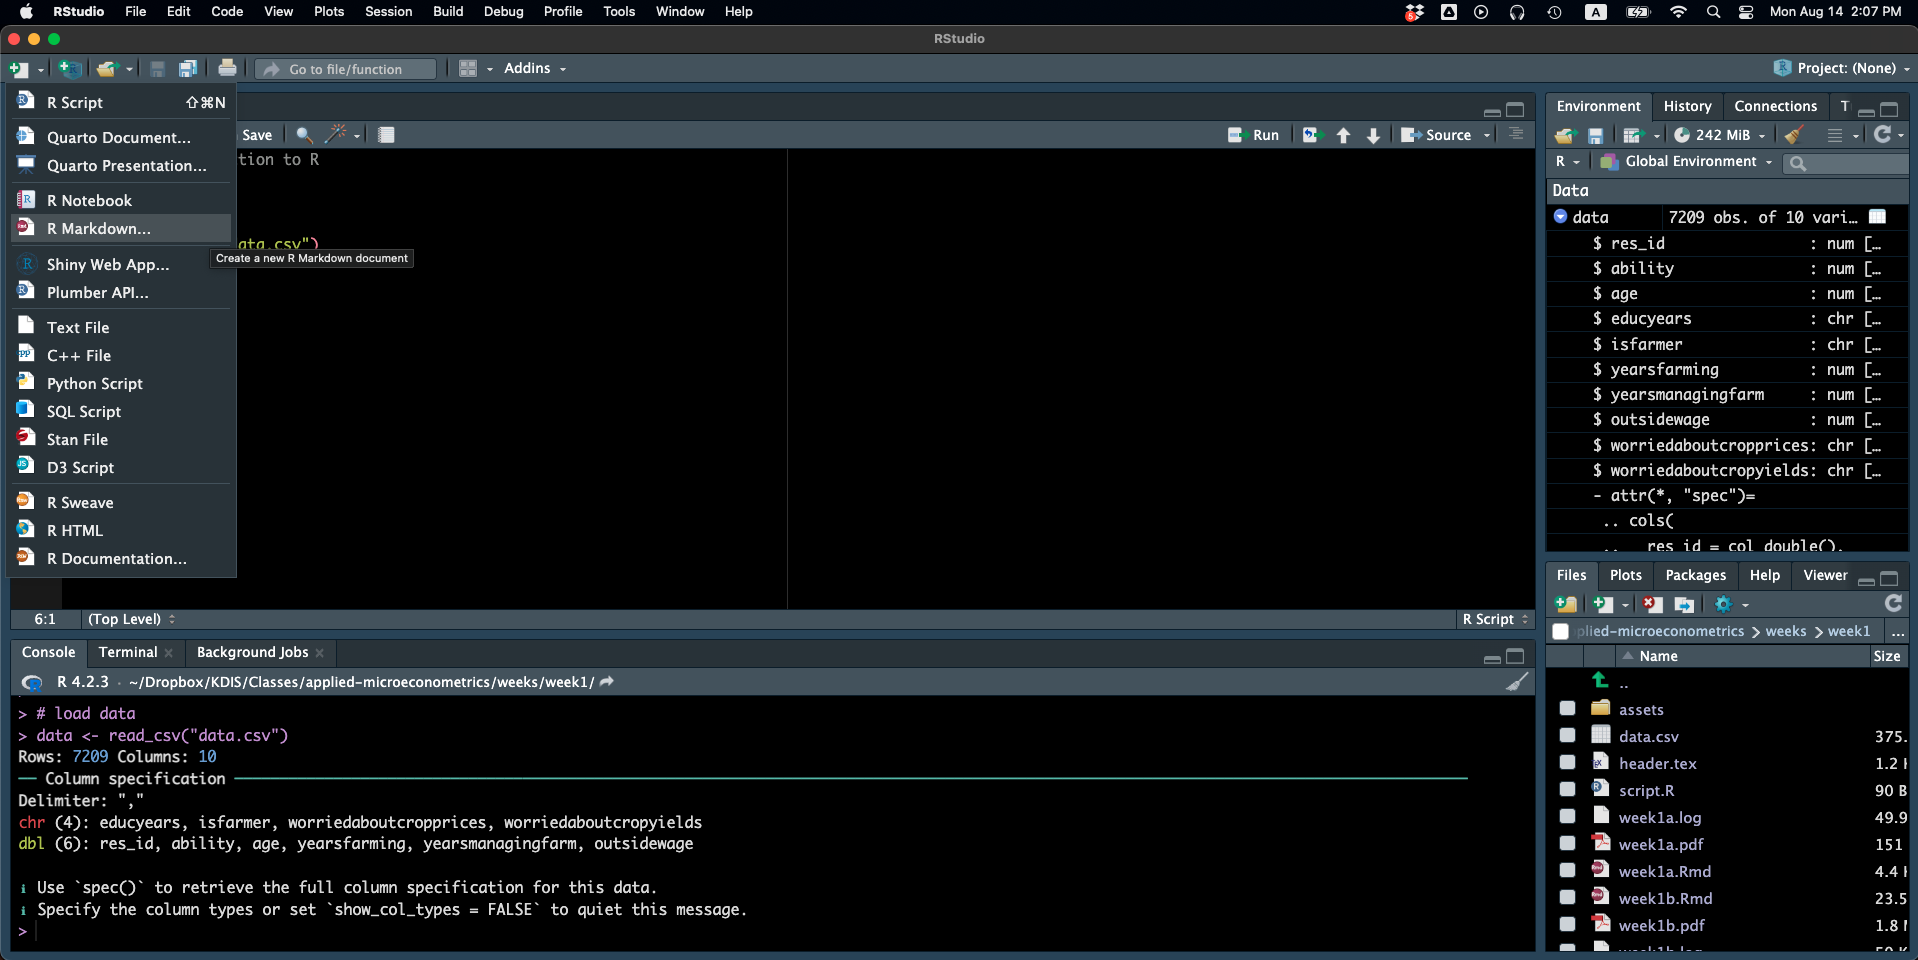 RStudio File Edit Code View Plots Session Build Debug Profile Tools Window Help
5 A Mon Aug 14 2:07 PM
RStudio
Go to file/function Addins Project: (None)
R Script ⇧⌘N
Quarto Document...
Quarto Presentation...
R Notebook
R Markdown...
Shiny Web App...
Plumber API...
Text File
C++ File
Python Script
SQL Script
Stan File
D3 Script
R Sweave
R HTML
R Documentation...
Create a new R Markdown document
Save Run Source
tion to R
ata.csv")
6:1 (Top Level) R Script
Console Terminal Background Jobs
R 4.2.3 · ~/Dropbox/KDIS/Classes/applied-microeconometrics/weeks/week1/
> # load data
> data <- read_csv("data.csv")
Rows: 7209 Columns: 10
── Column specification ──
Delimiter: ","
chr (4): educyears, isfarmer, worriedaboutcropprices, worriedaboutcropyields
dbl (6): res_id, ability, age, yearsfarming, yearsmanagingfarm, outsidewage
ℹ Use `spec()` to retrieve the full column specification for this data.
ℹ Specify the column types or set `show_col_types = FALSE` to quiet this message.
>
Environment History Connections T
242 MiB
R Global Environment
Data
data 7209 obs. of 10 vari…
$ res_id : num […
$ ability : num […
$ age : num […
$ educyears : chr […
$ isfarmer : chr […
$ yearsfarming : num […
$ yearsmanagingfarm : num […
$ outsidewage : num […
$ worriedaboutcropprices: chr […
$ worriedaboutcropyields: chr […
- attr(*, "spec")=
.. cols(
.. res_id = col_double(),
Files Plots Packages Help Viewer
plied-microeconometrics > weeks > week1 ...
Name Size
..
assets
data.csv 375.
header.tex 1.2
script.R 90 B
week1a.log 49.9
week1a.pdf 151
week1a.Rmd 4.4
week1b.Rmd 23.5
week1b.pdf 1.8